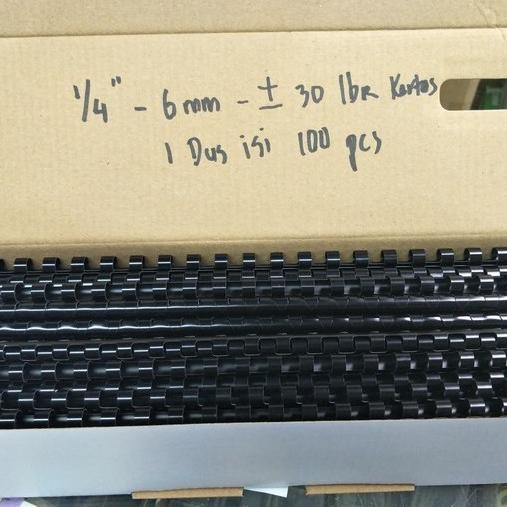 1/4" - 6 mm - ± 30 lbr Kertas
1 Dus isi 100 pcs